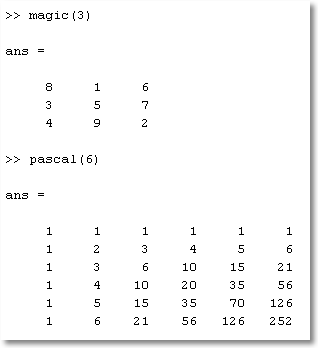 >> magic(3)
ans =
8 1 6
3 5 7
4 9 2
>> pascal(6)
ans =
1 1 1 1 1 1
1 2 3 4 5 6
1 3 6 10 15 21
1 4 10 20 35 56
1 5 15 35 70 126
1 6 21 56 126 252